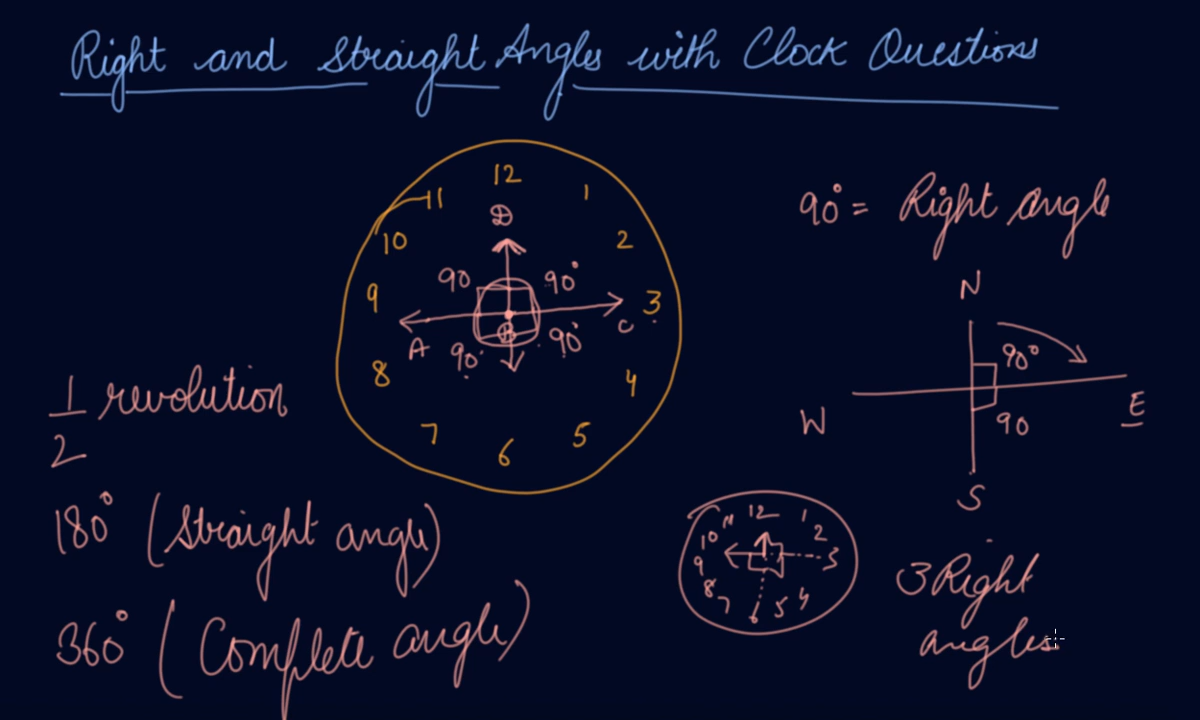 Right and Straight Angles with Clock Questions
12
11
1
D
10
2
90
90°
9
3
B
C
A
90°
90°
8
4
7
5
6
90° = Right angle
N
90°
W
E
90
S
1/2 revolution
180° (Straight angle)
360° (Complete angle)
12
11
1
10
2
9
3
8
4
7
5
6
3 Right
angles